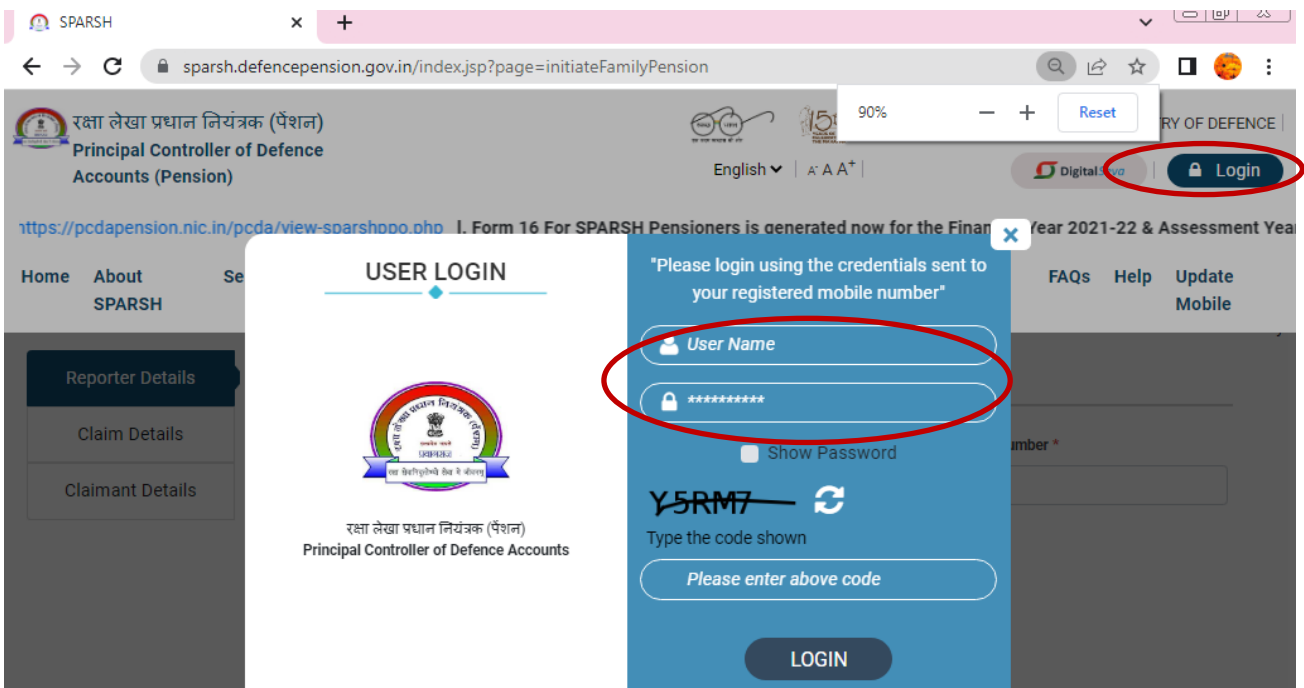 SPARSH
sparsh.defencepension.gov.in/index.jsp?page=initiateFamilyPension
90%
Reset
रक्षा लेखा प्रधान नियंत्रक (पेंशन)
Principal Controller of Defence
Accounts (Pension)
RY OF DEFENCE
English
A- A A+
Digital Seva
Login
https://pcdapension.nic.in/pcda/view-sparshppo.php I. Form 16 For SPARSH Pensioners is generated now for the Finan Year 2021-22 & Assessment Yea
Home
About SPARSH
Se
FAQs
Help
Update Mobile
Reporter Details
Claim Details
Claimant Details
umber *
USER LOGIN
रक्षा लेखा प्रधान नियंत्रक (पेंशन)
Principal Controller of Defence Accounts
"Please login using the credentials sent to
your registered mobile number"
User Name
**********
Show Password
Y5RM7
Type the code shown
Please enter above code
LOGIN